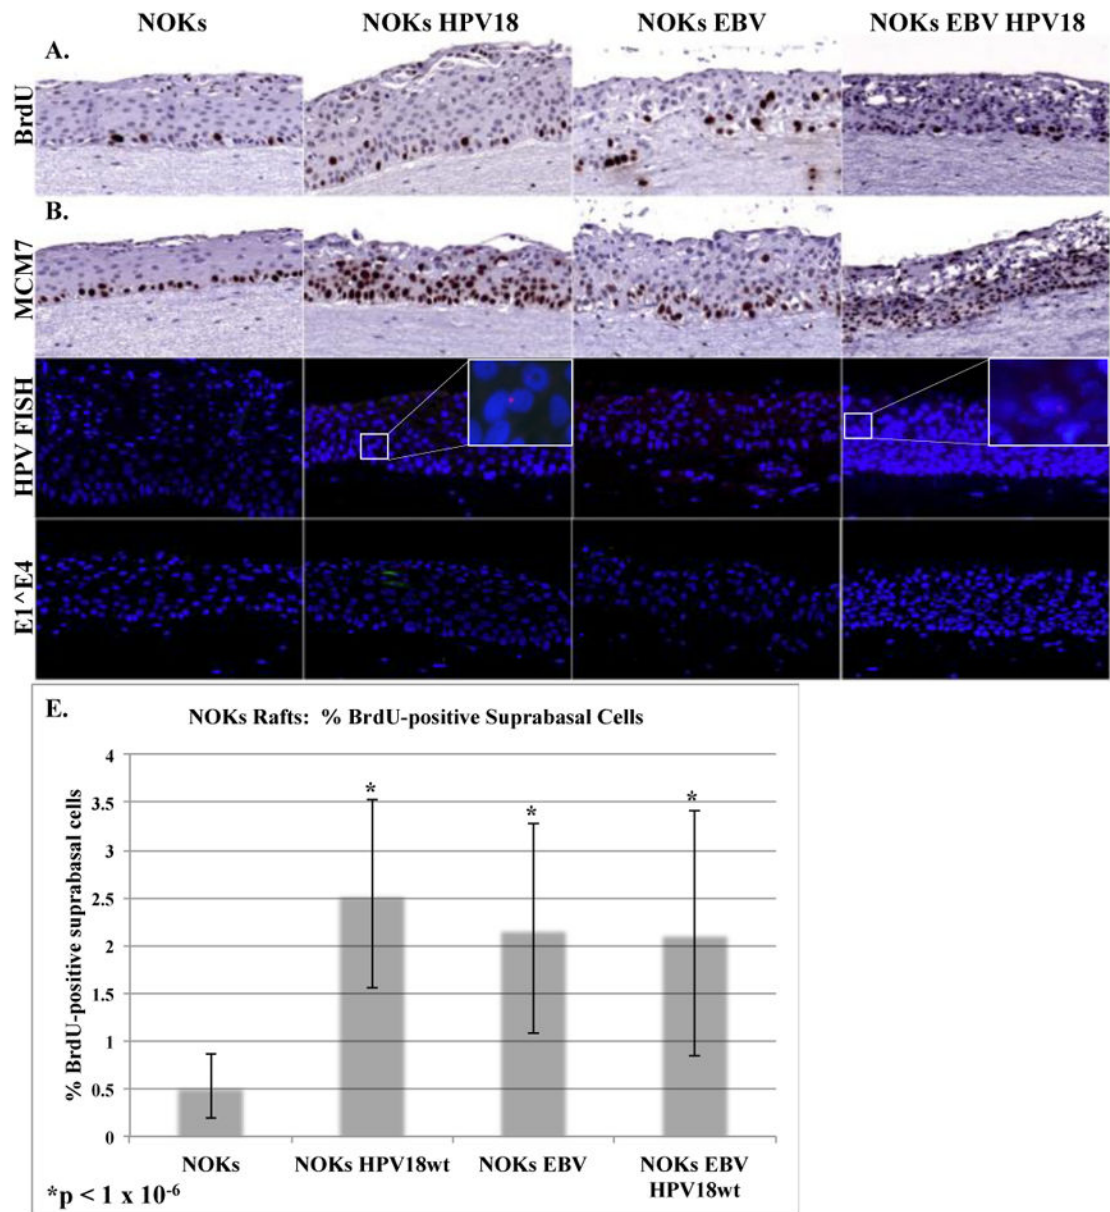 NOKs NOKs HPV18 NOKs EBV NOKs EBV HPV18
A.
BrdU
B.
MCM7
HPV FISH
E1^E4
E.
NOKs Rafts: % BrdU-positive Suprabasal Cells
% BrdU-positive suprabasal cells
4
3.5
3
2.5
2
1.5
1
0.5
0
NOKs NOKs HPV18wt NOKs EBV NOKs EBV
HPV18wt
* * *
*p < 1 x 10⁻⁶